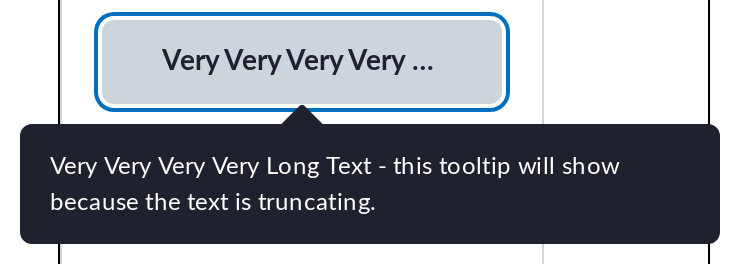 Very Very Very Very ...
Very Very Very Very Long Text - this tooltip will show
because the text is truncating.